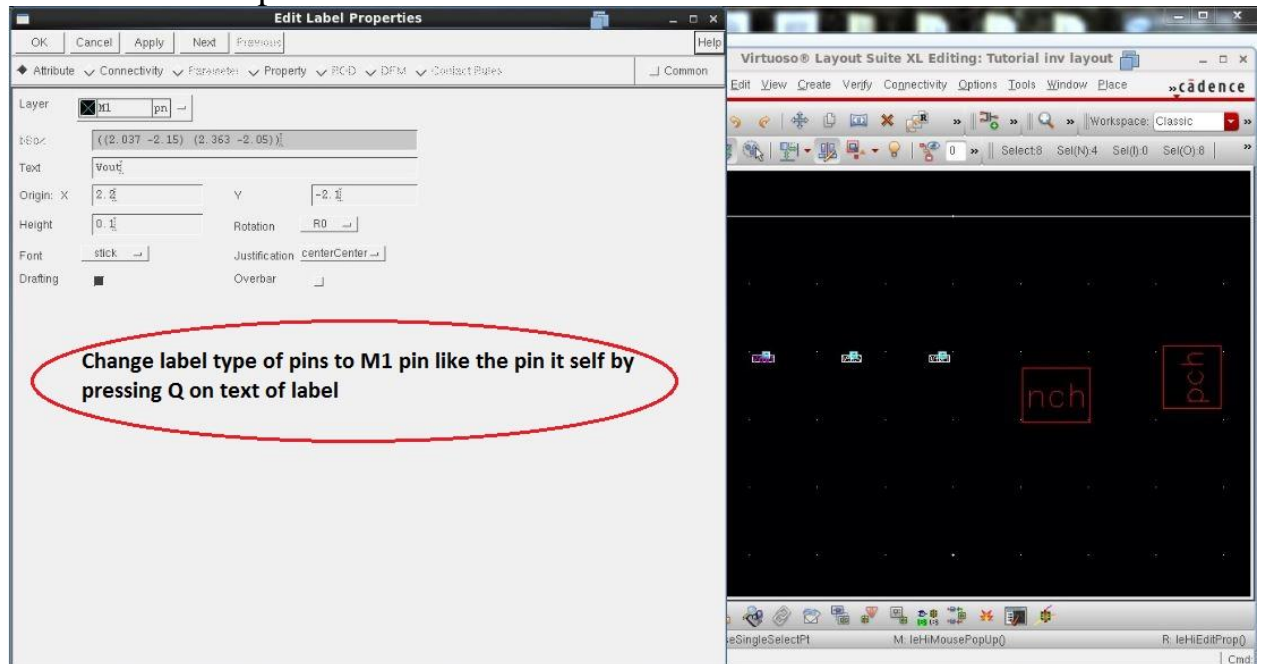 Edit Label Properties
OK Cancel Apply Next Previous Help
Attribute Connectivity Parameter Property ROD DFM Contact Rules Common
Layer M1 pn
bBox ((2.037 -2.15) (2.363 -2.05))
Text Vout
Origin: X 2.2 Y -2.1
Height 0.1 Rotation R0
Font stick Justification centerCenter
Drafting Overbar
Change label type of pins to M1 pin like the pin it self by
pressing Q on text of label
Virtuoso® Layout Suite XL Editing: Tutorial inv layout
Edit View Create Verify Connectivity Options Tools Window Place cādence
» » Workspace: Classic »
0 » Select:8 Sel(N):4 Sel(I):0 Sel(O):8 »
nch
pch
eSingleSelectPt M: leHiMousePopUp() R: leHiEditProp()
Cmd: